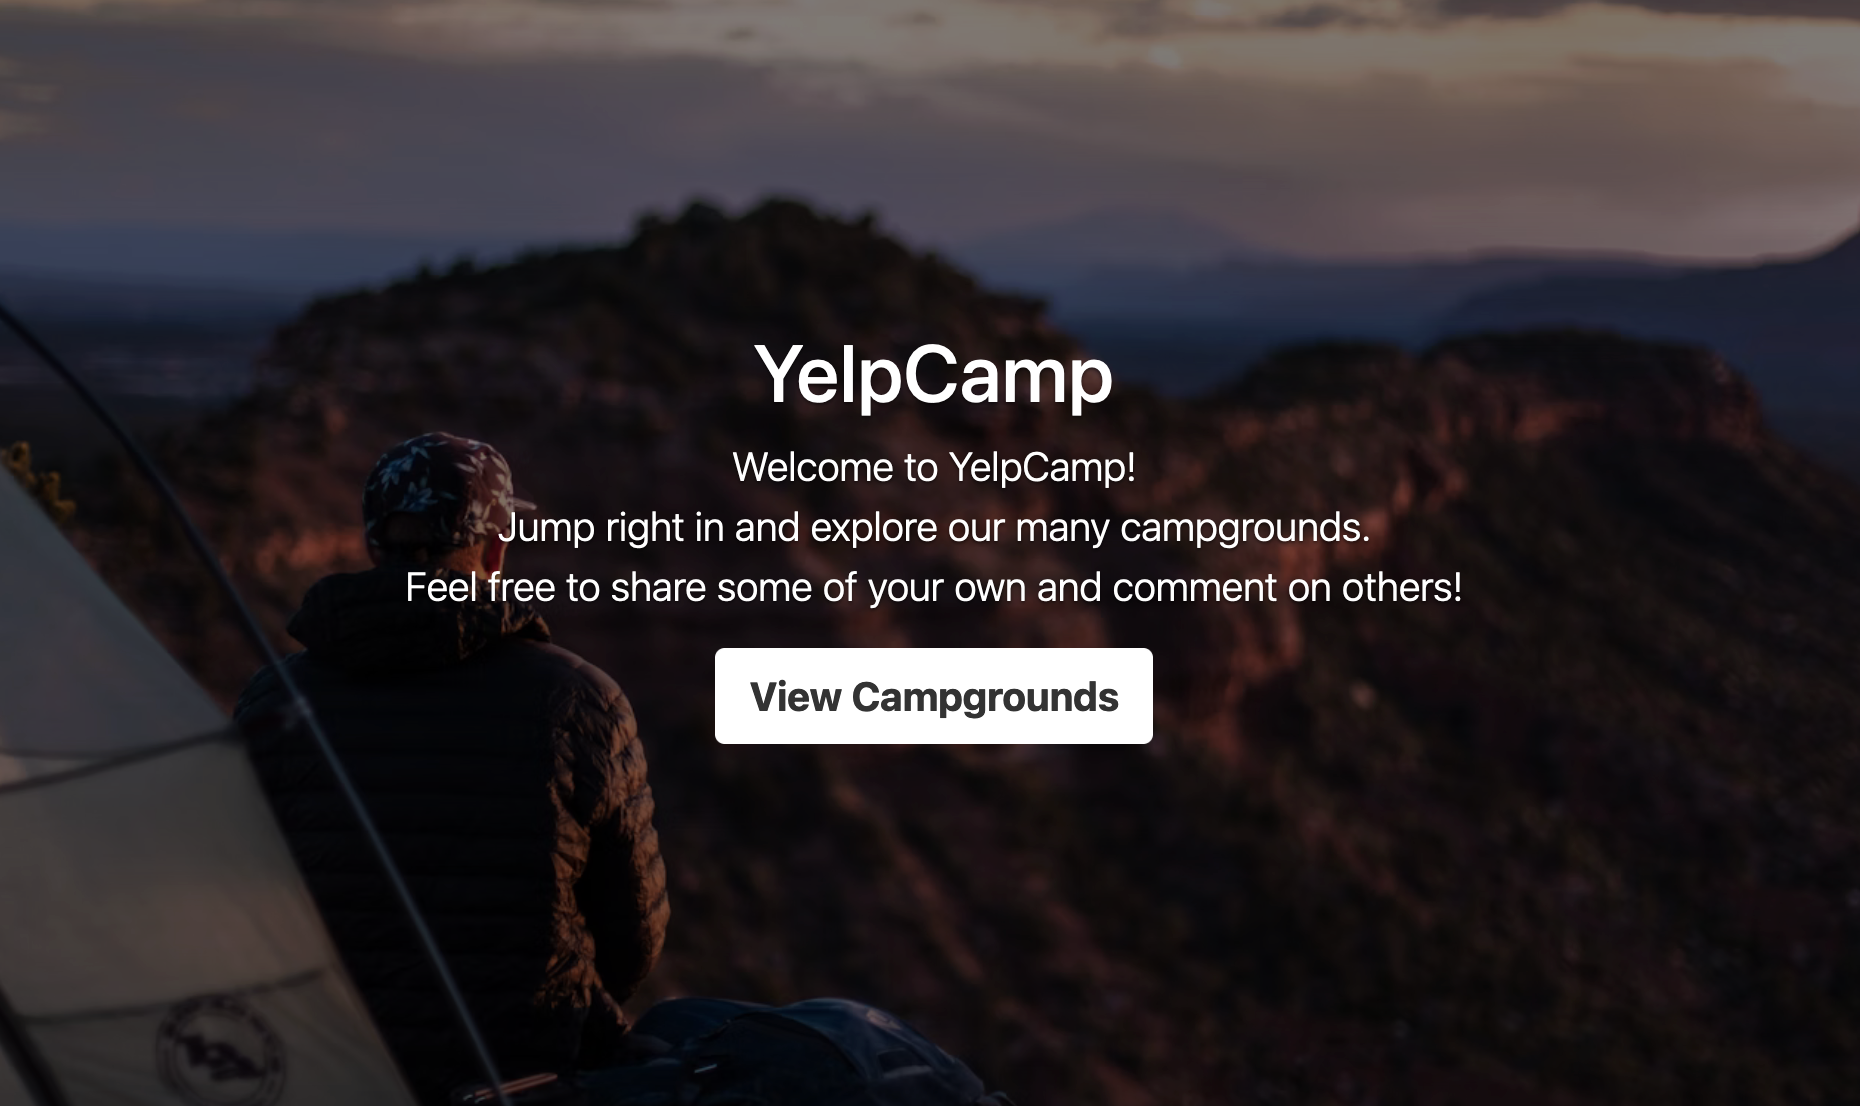 YelpCamp
Welcome to YelpCamp!
Jump right in and explore our many campgrounds.
Feel free to share some of your own and comment on others!
View Campgrounds